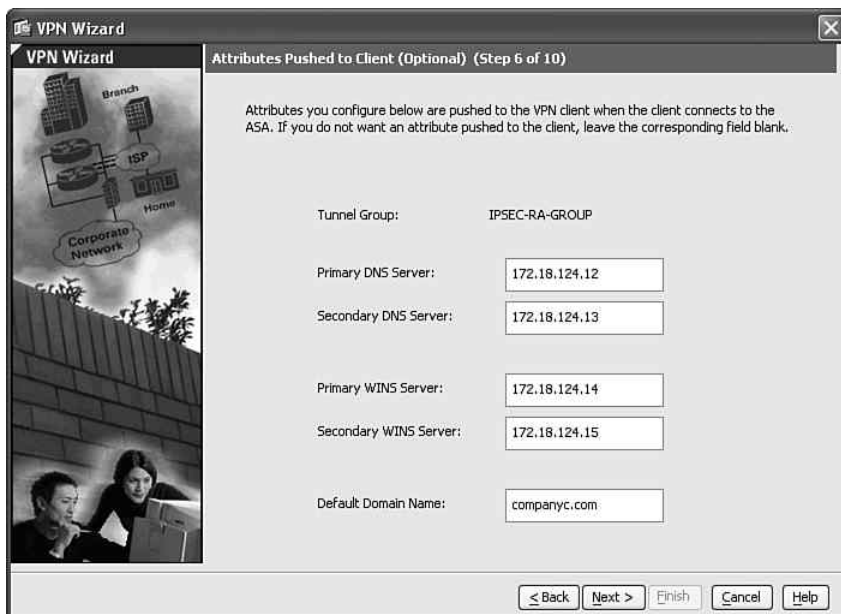 VPN Wizard
VPN Wizard
Branch
ISP
Home
Corporate
Network
Attributes Pushed to Client (Optional) (Step 6 of 10)
Attributes you configure below are pushed to the VPN client when the client connects to the
ASA. If you do not want an attribute pushed to the client, leave the corresponding field blank.
Tunnel Group: IPSEC-RA-GROUP
Primary DNS Server: 172.18.124.12
Secondary DNS Server: 172.18.124.13
Primary WINS Server: 172.18.124.14
Secondary WINS Server: 172.18.124.15
Default Domain Name: companyc.com
< Back Next > Finish Cancel Help